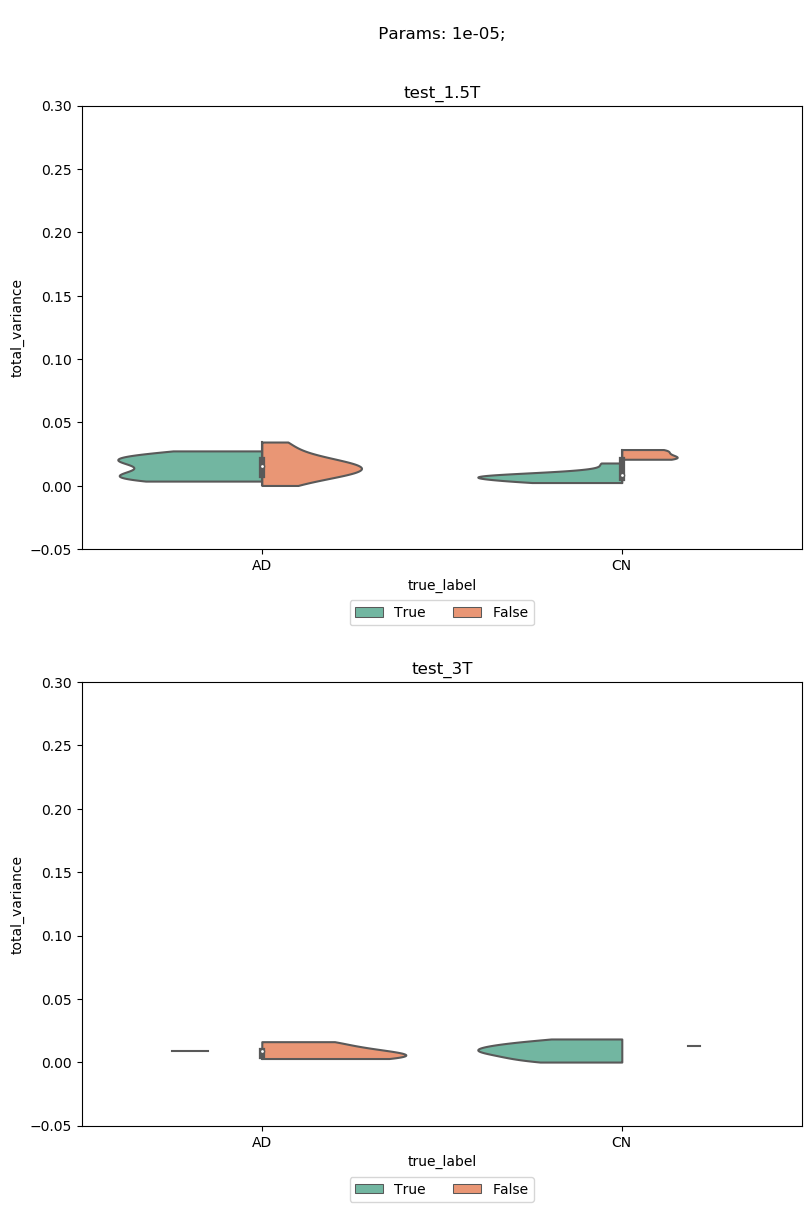 Params: 1e-05;
test_1.5T
0.30
0.25
0.20
0.15
0.10
0.05
0.00
−0.05
total_variance
AD CN
true_label
True False
test_3T
0.30
0.25
0.20
0.15
0.10
0.05
0.00
−0.05
total_variance
AD CN
true_label
True False